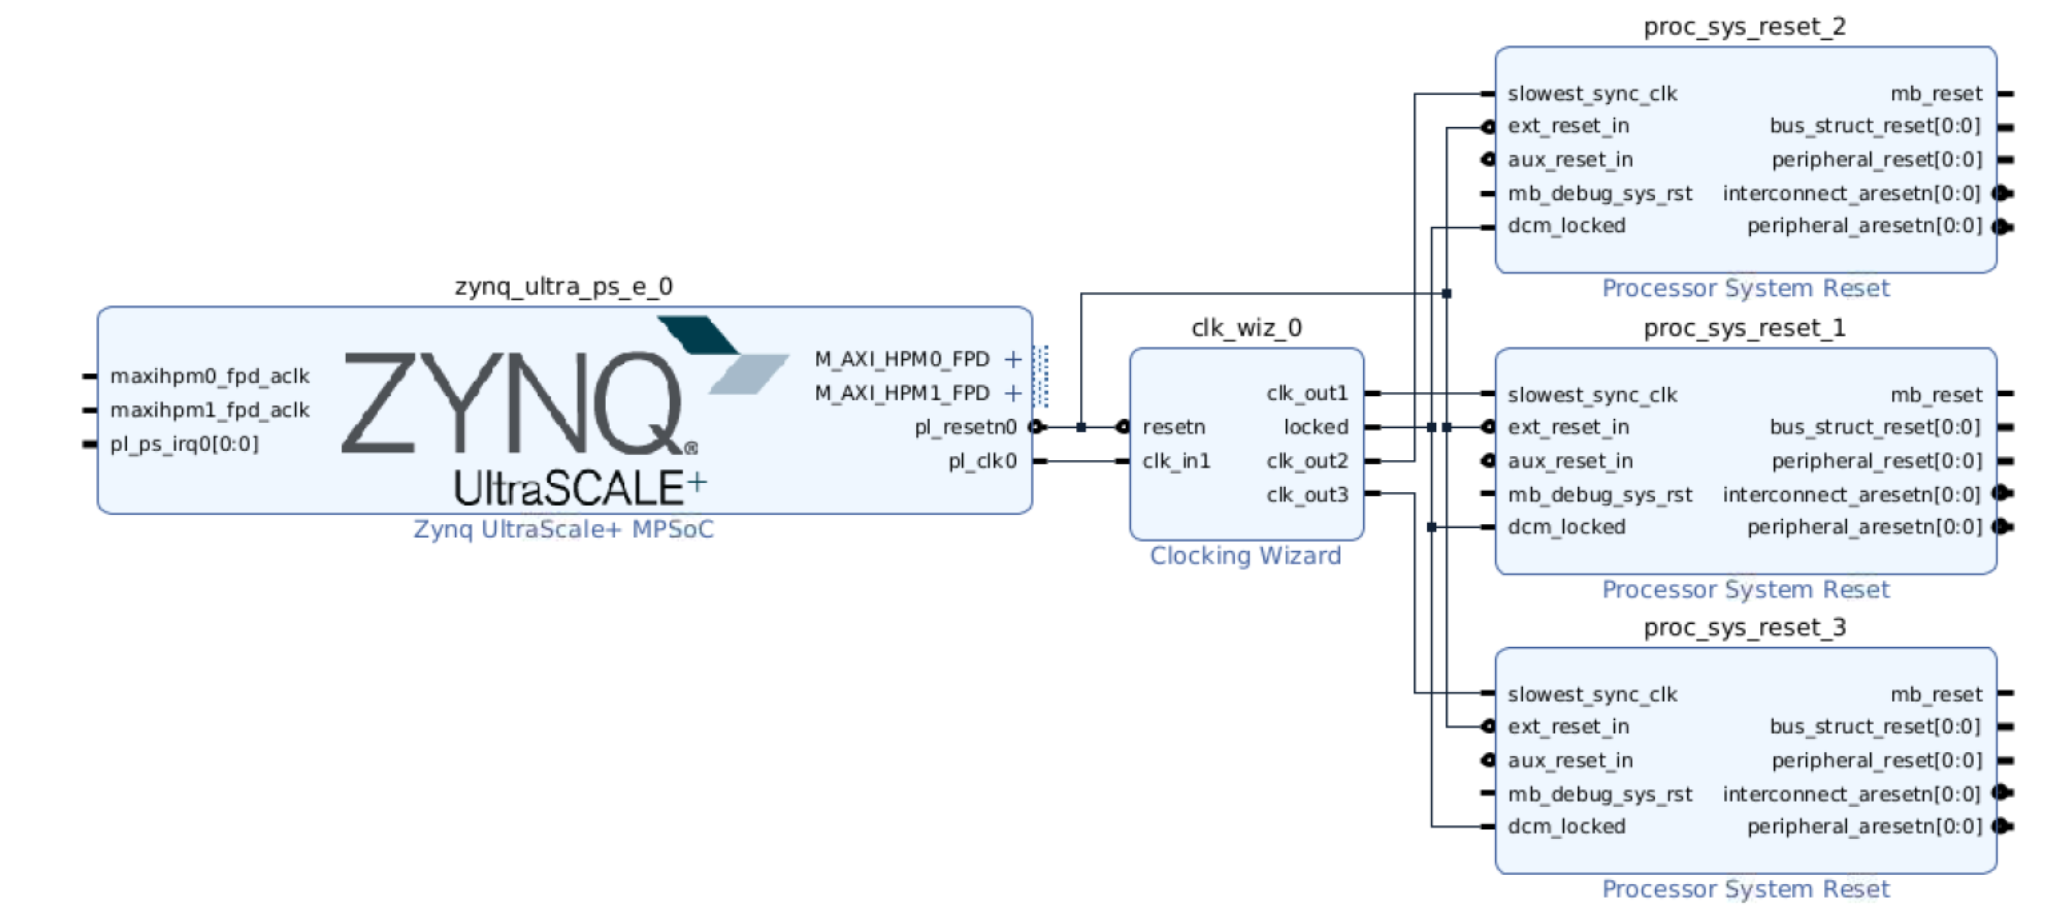 zynq_ultra_ps_e_0
maxihpm0_fpd_aclk
maxihpm1_fpd_aclk
pl_ps_irq0[0:0]
ZYNQ®
UltraSCALE+
M_AXI_HPM0_FPD
M_AXI_HPM1_FPD
pl_resetn0
pl_clk0
Zynq UltraScale+ MPSoC
clk_wiz_0
resetn
clk_in1
clk_out1
locked
clk_out2
clk_out3
Clocking Wizard
proc_sys_reset_2
slowest_sync_clk mb_reset
ext_reset_in bus_struct_reset[0:0]
aux_reset_in peripheral_reset[0:0]
mb_debug_sys_rst interconnect_aresetn[0:0]
dcm_locked peripheral_aresetn[0:0]
Processor System Reset
proc_sys_reset_1
slowest_sync_clk mb_reset
ext_reset_in bus_struct_reset[0:0]
aux_reset_in peripheral_reset[0:0]
mb_debug_sys_rst interconnect_aresetn[0:0]
dcm_locked peripheral_aresetn[0:0]
Processor System Reset
proc_sys_reset_3
slowest_sync_clk mb_reset
ext_reset_in bus_struct_reset[0:0]
aux_reset_in peripheral_reset[0:0]
mb_debug_sys_rst interconnect_aresetn[0:0]
dcm_locked peripheral_aresetn[0:0]
Processor System Reset